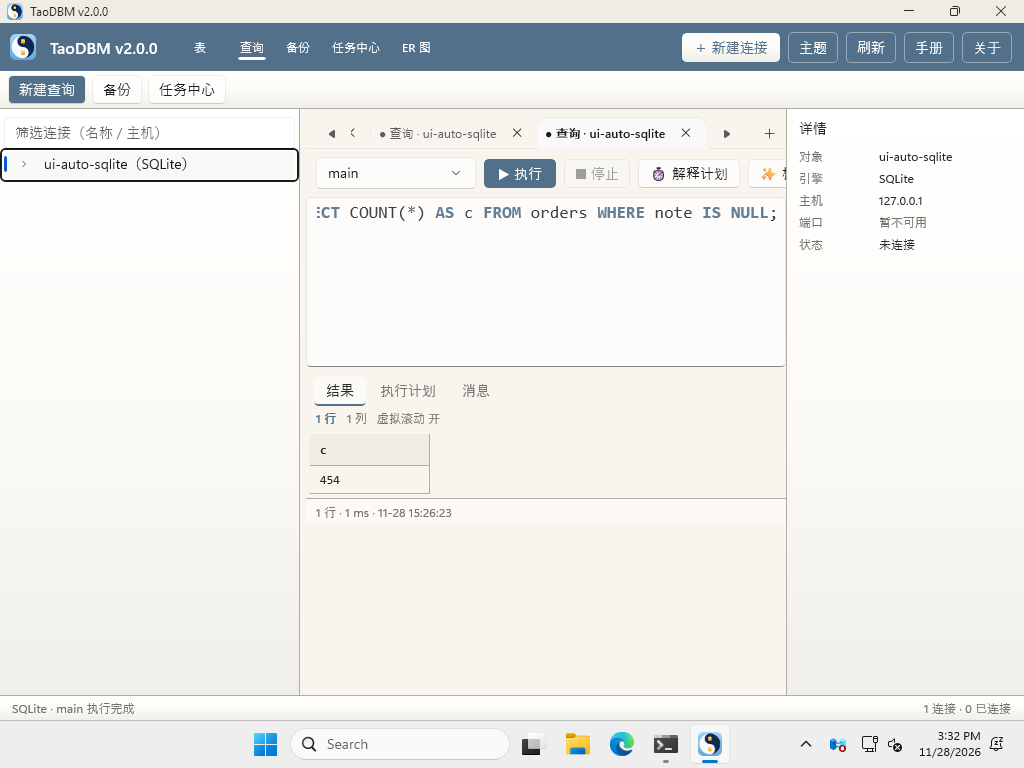 TaoDBM v2.0.0
TaoDBM v2.0.0
表
查询
备份
任务中心
ER 图
+ 新建连接
主题
刷新
手册
关于
新建查询
备份
任务中心
筛选连接（名称 / 主机）
ui-auto-sqlite（SQLite）
查询 · ui-auto-sqlite
查询 · ui-auto-sqlite
main
执行
停止
解释计划
ECT COUNT(*) AS c FROM orders WHERE note IS NULL;
结果
执行计划
消息
1 行 1 列 虚拟滚动 开
c
454
1 行 · 1 ms · 11-28 15:26:23
详情
对象 ui-auto-sqlite
引擎 SQLite
主机 127.0.0.1
端口 暂不可用
状态 未连接
SQLite · main 执行完成
1 连接 · 0 已连接
Search
3:32 PM
11/28/2026